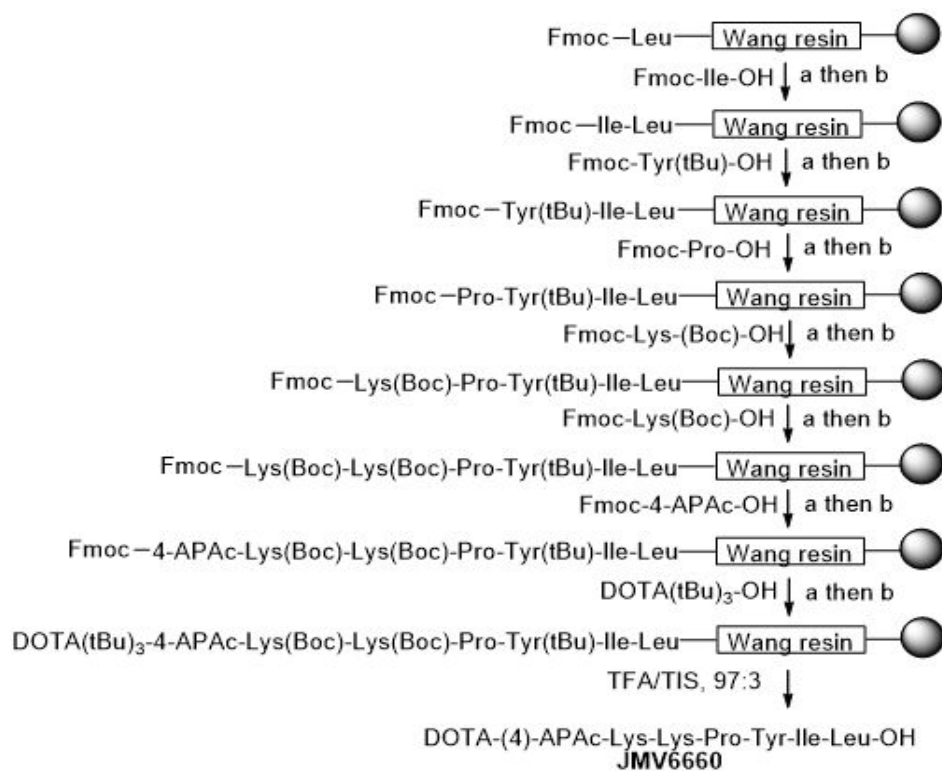 Fmoc—Leu—Wang resin
Fmoc-Ile-OH a then b
Fmoc—Ile-Leu—Wang resin
Fmoc-Tyr(tBu)-OH a then b
Fmoc—Tyr(tBu)-Ile-Leu—Wang resin
Fmoc-Pro-OH a then b
Fmoc—Pro-Tyr(tBu)-Ile-Leu—Wang resin
Fmoc-Lys-(Boc)-OH a then b
Fmoc—Lys(Boc)-Pro-Tyr(tBu)-Ile-Leu—Wang resin
Fmoc-Lys(Boc)-OH a then b
Fmoc—Lys(Boc)-Lys(Boc)-Pro-Tyr(tBu)-Ile-Leu—Wang resin
Fmoc-4-APAc-OH a then b
Fmoc—4-APAc-Lys(Boc)-Lys(Boc)-Pro-Tyr(tBu)-Ile-Leu—Wang resin
DOTA(tBu)₃-OH a then b
DOTA(tBu)₃-4-APAc-Lys(Boc)-Lys(Boc)-Pro-Tyr(tBu)-Ile-Leu—Wang resin
TFA/TIS, 97:3
DOTA-(4)-APAc-Lys-Lys-Pro-Tyr-Ile-Leu-OH
JMV6660